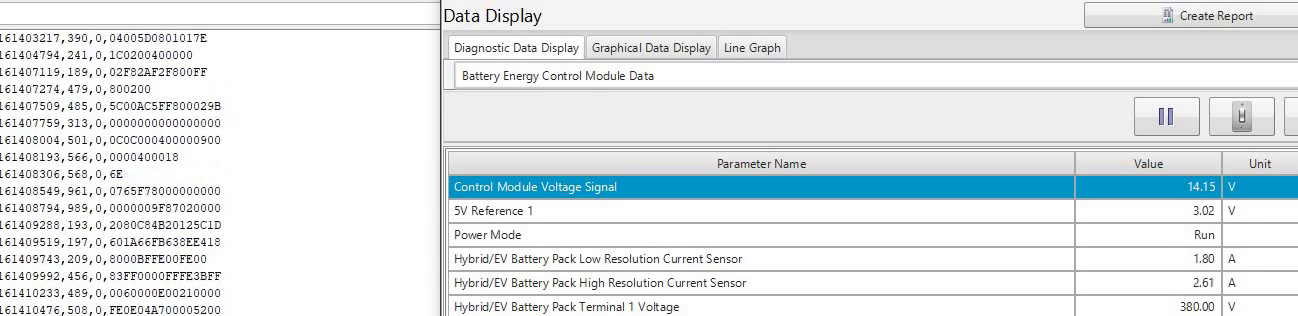 161403217,390,0,04005D0801017E
161404794,241,0,1C0200400000
161407119,189,0,02F82AF2F800FF
161407274,479,0,800200
161407509,485,0,5C00AC5FF800029B
161407759,313,0,0000000000000000
161408004,501,0,0C0C000400000900
161408193,566,0,0000400018
161408306,568,0,6E
161408549,961,0,0765F78000000000
161408794,989,0,0000009F87020000
161409288,193,0,2080C84B20125C1D
161409519,197,0,601A66FB638EE418
161409743,209,0,8000BFFE00FE00
161409992,456,0,83FF0000FFFE3BFF
161410233,489,0,0060000E00210000
161410476,508,0,FE0E04A700005200
Data Display
Create Report
Diagnostic Data Display Graphical Data Display Line Graph
Battery Energy Control Module Data
Parameter Name Value Unit
Control Module Voltage Signal 14.15 V
5V Reference 1 3.02 V
Power Mode Run
Hybrid/EV Battery Pack Low Resolution Current Sensor 1.80 A
Hybrid/EV Battery Pack High Resolution Current Sensor 2.61 A
Hybrid/EV Battery Pack Terminal 1 Voltage 380.00 V